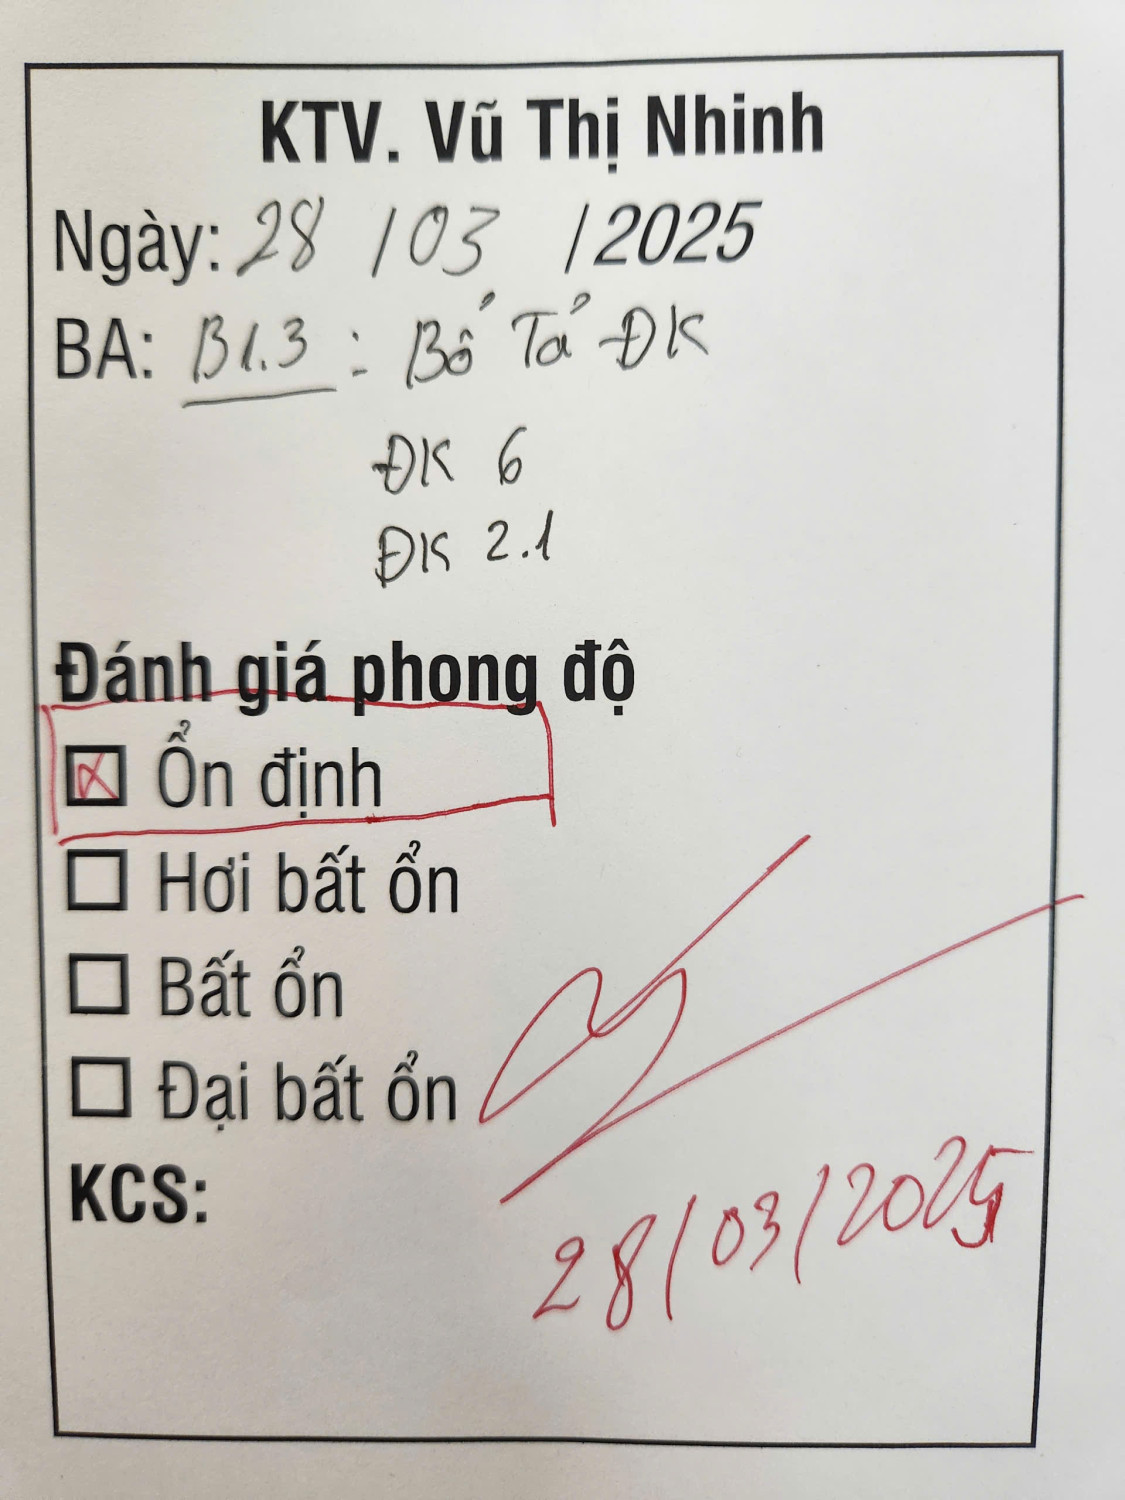 KTV. Vũ Thị Nhinh
Ngày: 28 / 03 / 2025
BA: B1.3 : Bổ Tả ĐK
ĐK 6
ĐK 2.1
Đánh giá phong độ
Ổn định
Hơi bất ổn
Bất ổn
Đại bất ổn
KCS:
28/03/2025